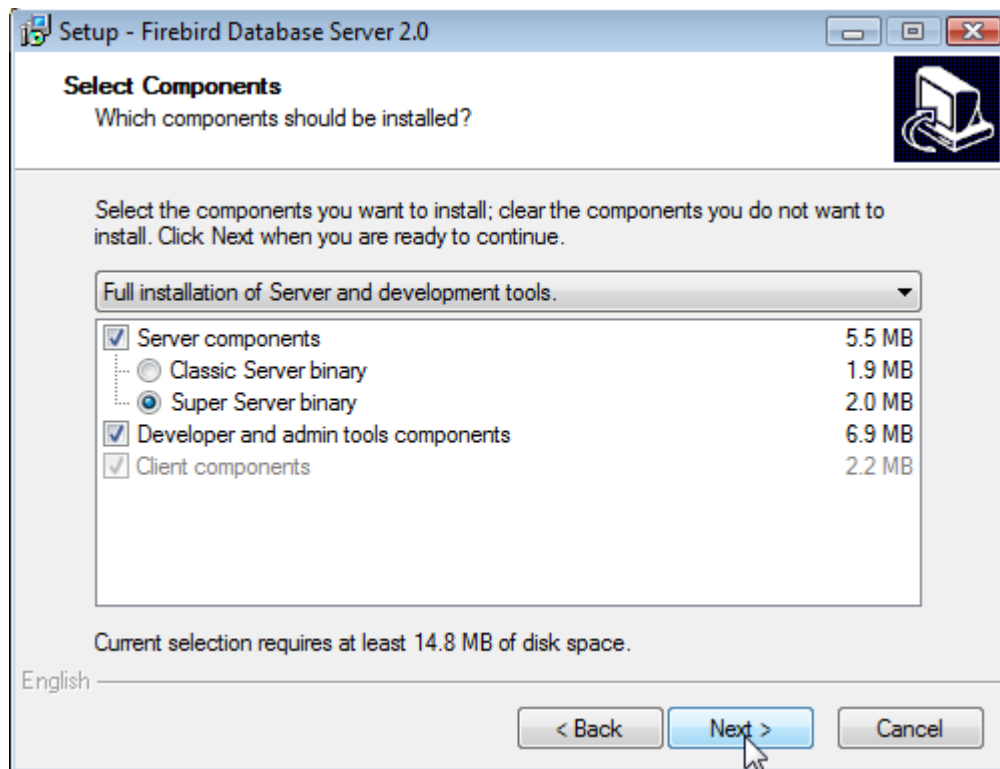 Setup - Firebird Database Server 2.0
Select Components
Which components should be installed?
Select the components you want to install; clear the components you do not want to
install. Click Next when you are ready to continue.
Full installation of Server and development tools.
Server components 5.5 MB
Classic Server binary 1.9 MB
Super Server binary 2.0 MB
Developer and admin tools components 6.9 MB
Client components 2.2 MB
Current selection requires at least 14.8 MB of disk space.
English
< Back Next > Cancel